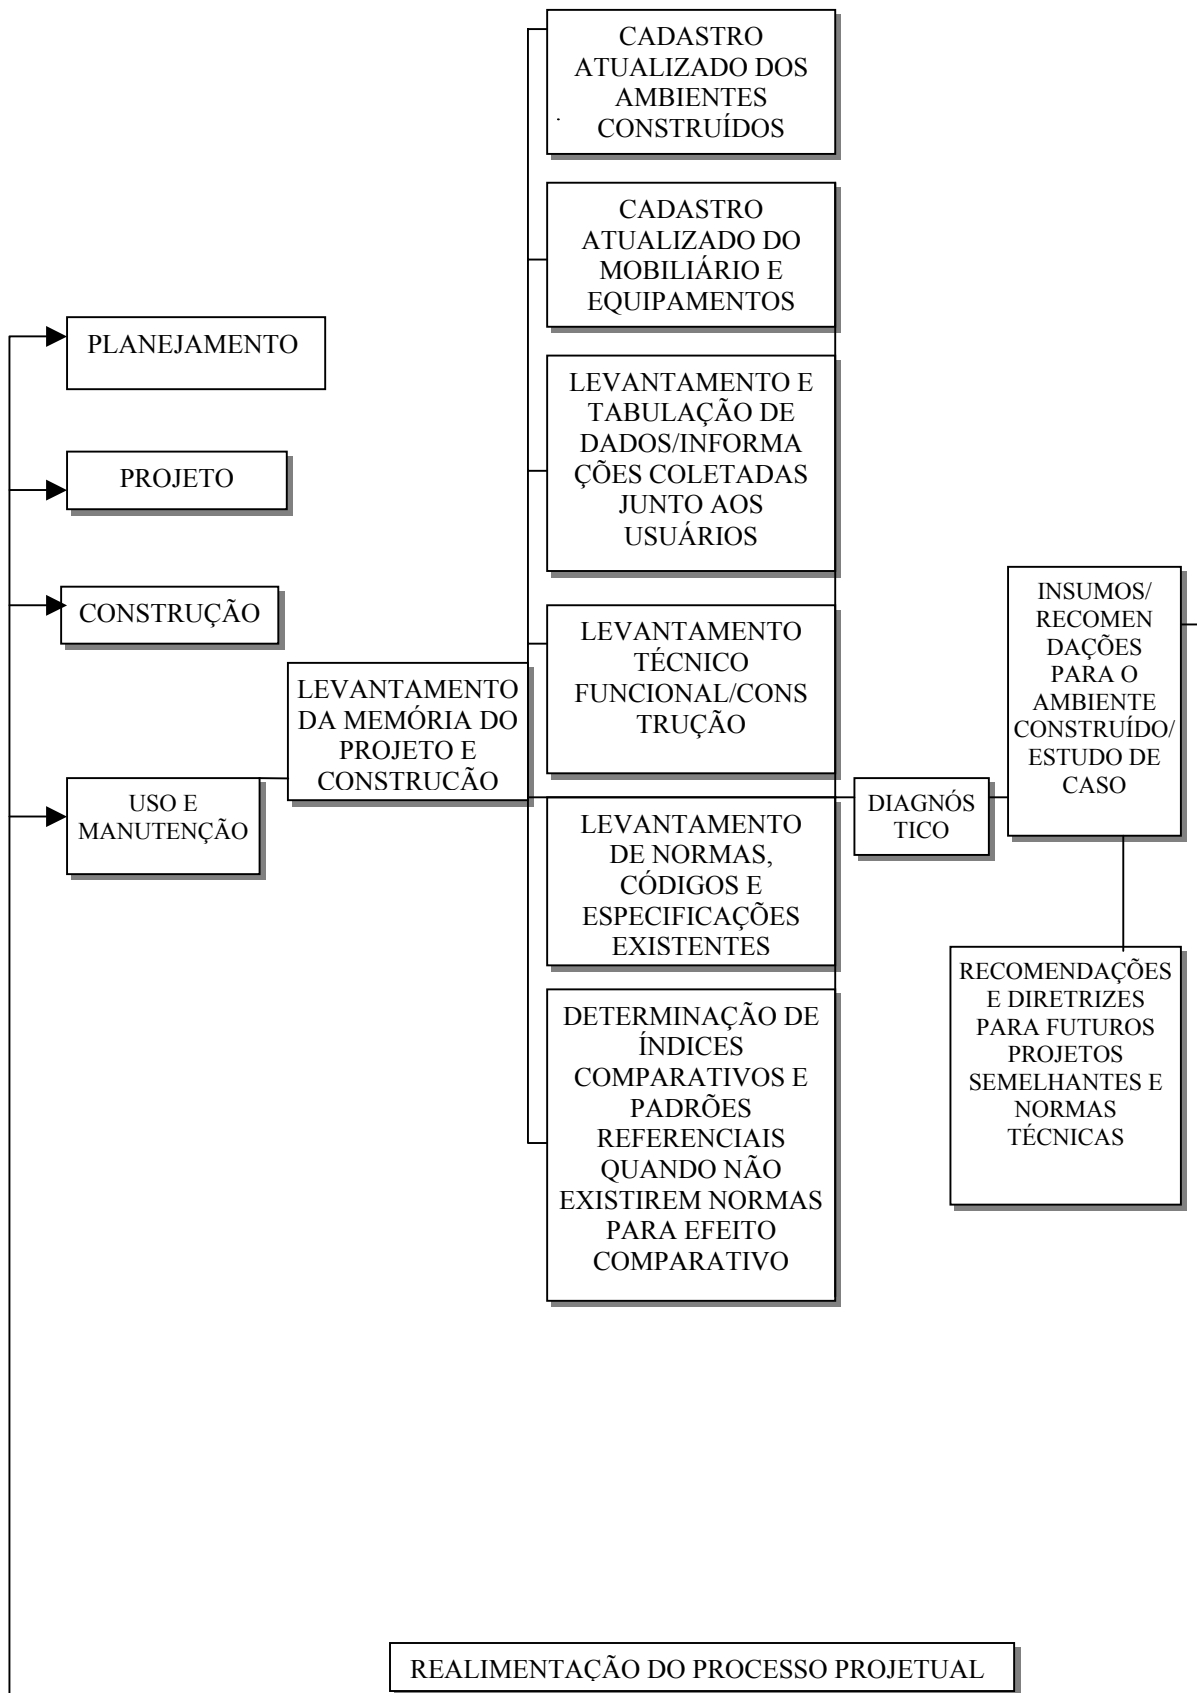 CADASTRO
ATUALIZADO DOS
AMBIENTES
CONSTRUÍDOS
CADASTRO
ATUALIZADO DO
MOBILIÁRIO E
EQUIPAMENTOS
PLANEJAMENTO
LEVANTAMENTO E
TABULAÇÃO DE
DADOS/INFORMA
ÇÕES COLETADAS
JUNTO AOS
USUÁRIOS
PROJETO
CONSTRUÇÃO
LEVANTAMENTO
TÉCNICO
FUNCIONAL/CONS
TRUÇÃO
INSUMOS/
RECOMEN
DAÇÕES
PARA O
AMBIENTE
CONSTRUÍDO/
ESTUDO DE
CASO
LEVANTAMENTO
DA MEMÓRIA DO
PROJETO E
CONSTRUCÃO
USO E
MANUTENÇÃO
DIAGNÓS
TICO
LEVANTAMENTO
DE NORMAS,
CÓDIGOS E
ESPECIFICAÇÕES
EXISTENTES
RECOMENDAÇÕES
E DIRETRIZES
PARA FUTUROS
PROJETOS
SEMELHANTES E
NORMAS
TÉCNICAS
DETERMINAÇÃO DE
ÍNDICES
COMPARATIVOS E
PADRÕES
REFERENCIAIS
QUANDO NÃO
EXISTIREM NORMAS
PARA EFEITO
COMPARATIVO
REALIMENTAÇÃO DO PROCESSO PROJETUAL